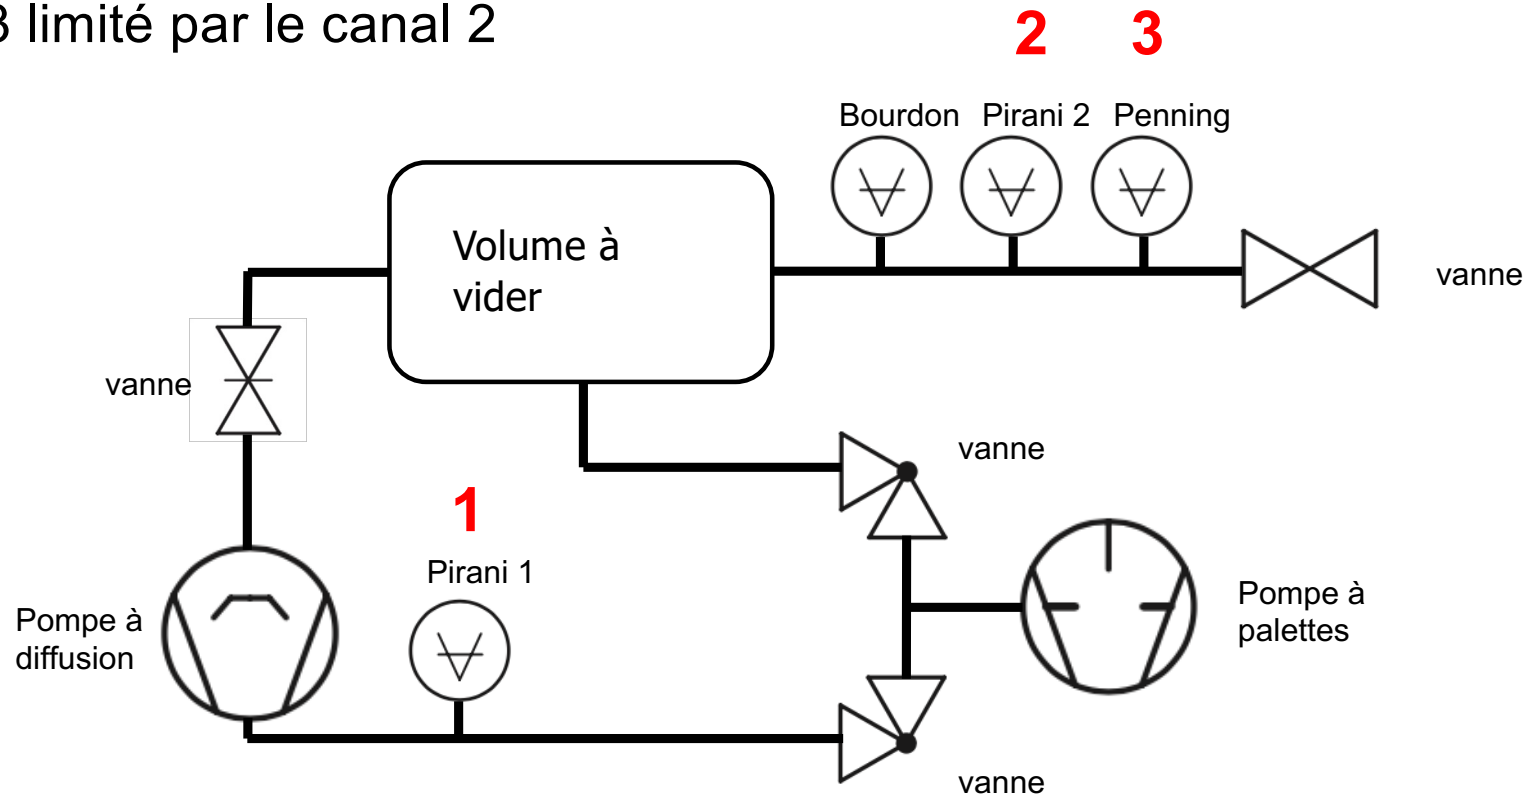 3 limité par le canal 2
2 3
Bourdon Pirani 2 Penning
Volume à
vider
vanne
vanne
vanne
1
Pirani 1
Pompe à
diffusion
Pompe à
palettes
vanne